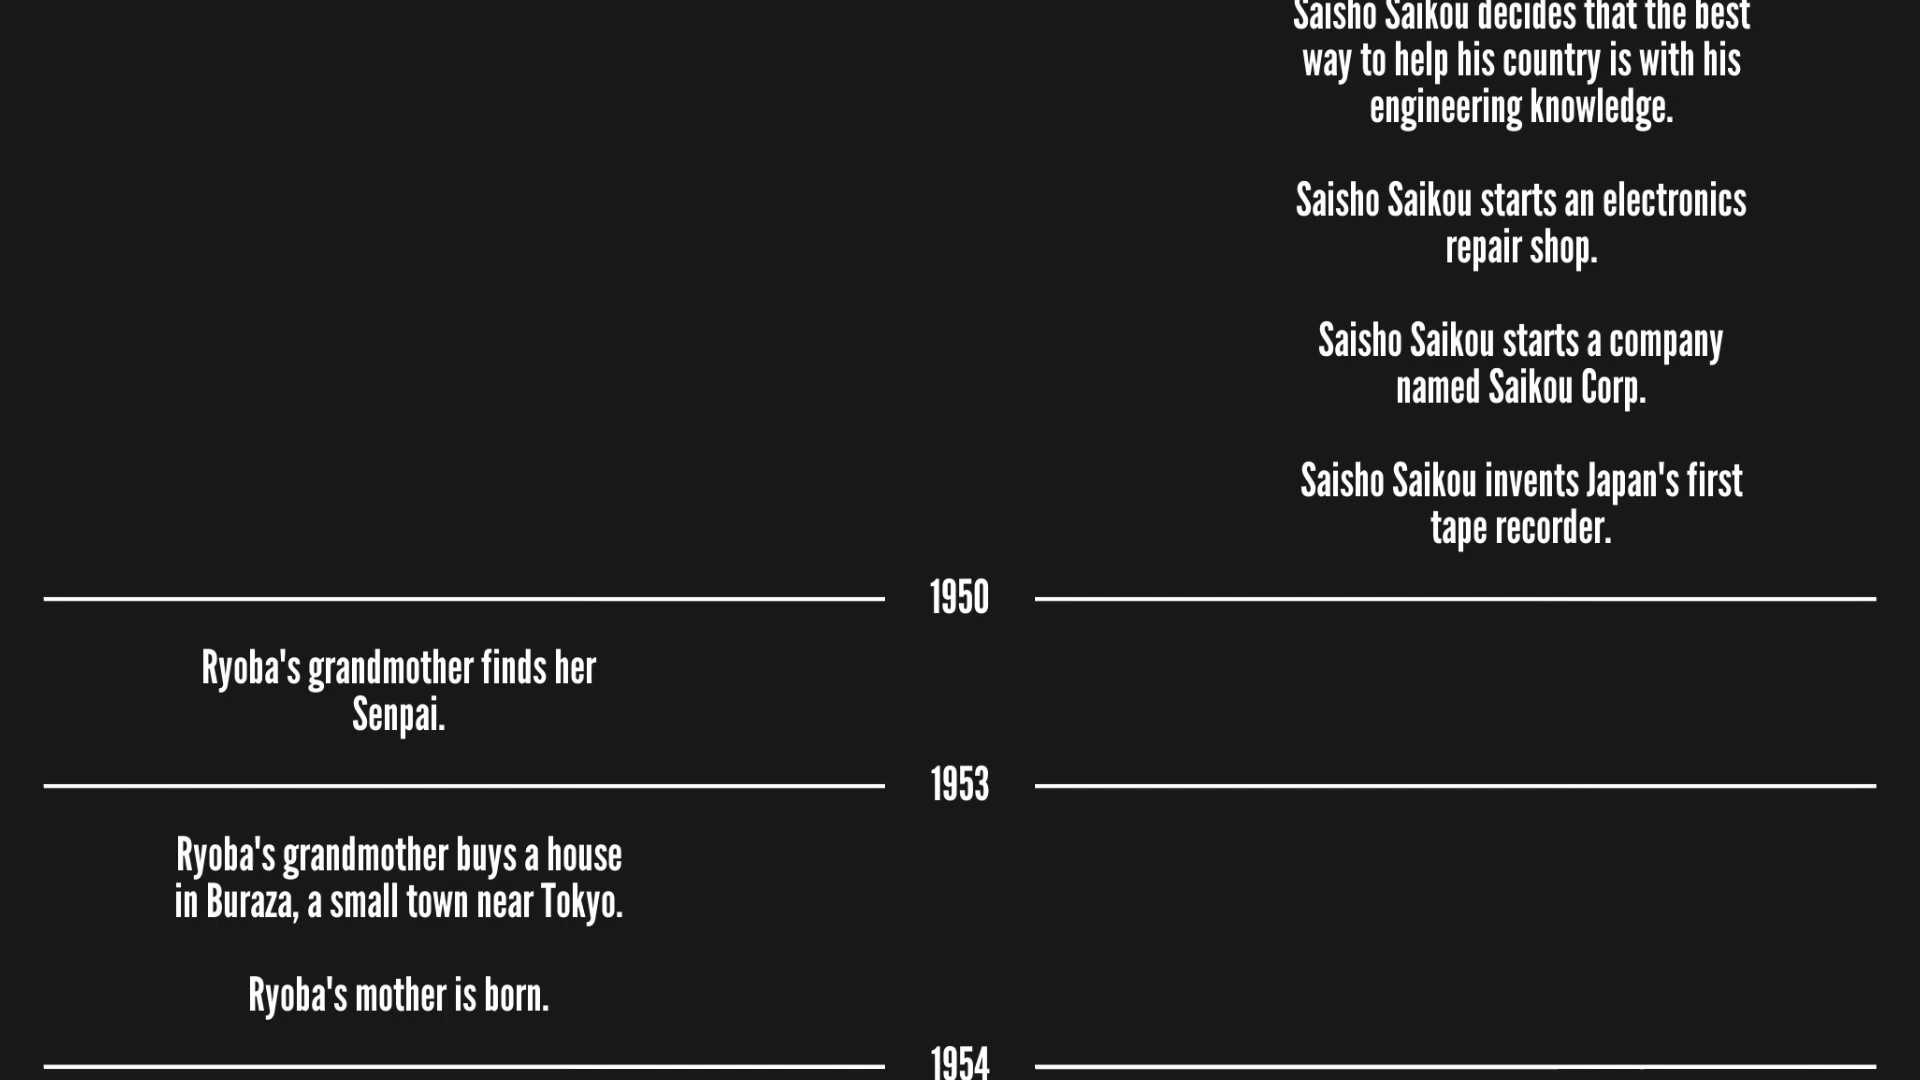 Saisho Saikou decides that the best
way to help his country is with his
engineering knowledge.
Saisho Saikou starts an electronics
repair shop.
Saisho Saikou starts a company
named Saikou Corp.
Saisho Saikou invents Japan's first
tape recorder.
1950
Ryoba's grandmother finds her
Senpai.
1953
Ryoba's grandmother buys a house
in Buraza, a small town near Tokyo.
Ryoba's mother is born.
1954